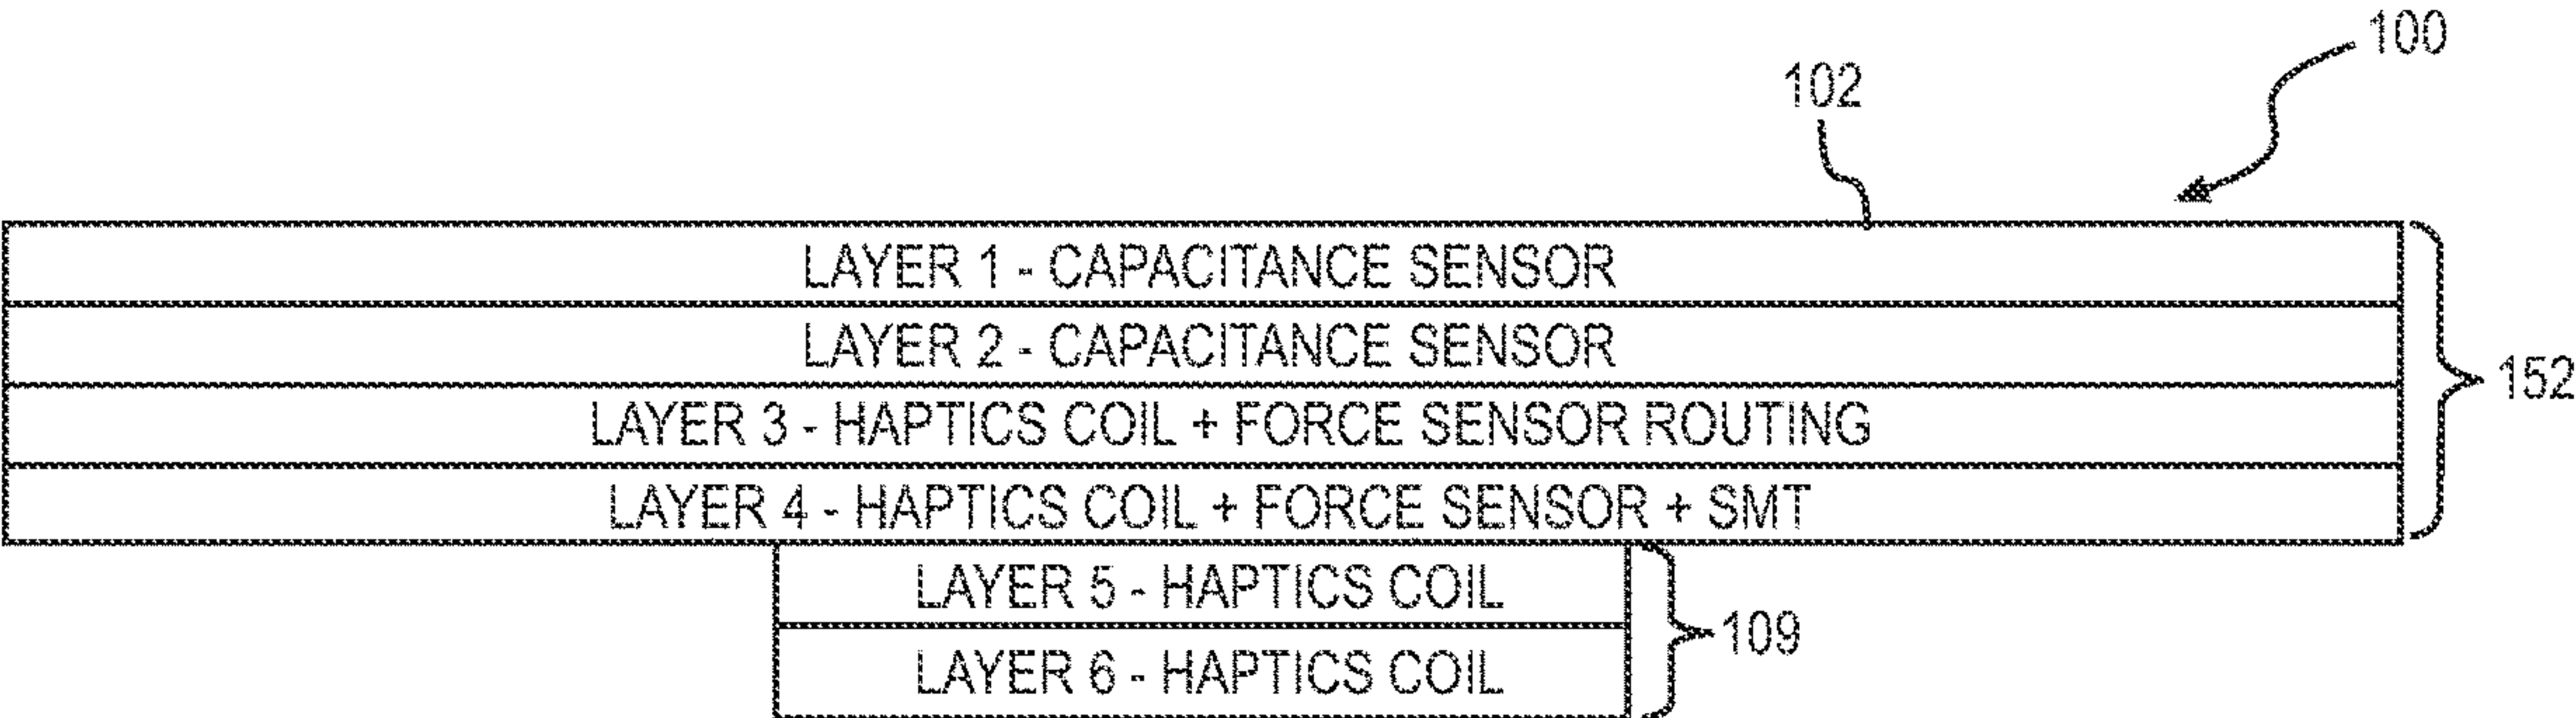 100
102
LAYER 1 - CAPACITANCE SENSOR
LAYER 2 - CAPACITANCE SENSOR
152
LAYER 3 - HAPTICS COIL + FORCE SENSOR ROUTING
LAYER 4 - HAPTICS COIL + FORCE SENSOR + SMT
LAYER 5 - HAPTICS COIL
109
LAYER 6 - HAPTICS COIL